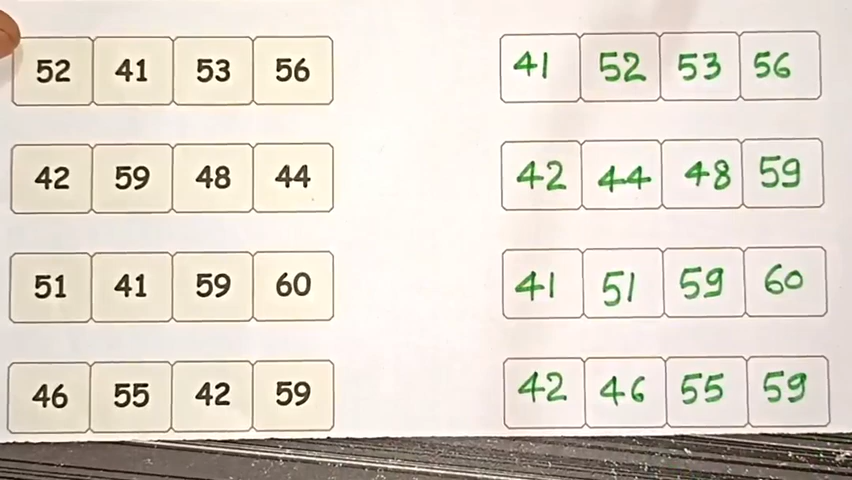 52 41 53 56 41 52 53 56
42 59 48 44 42 44 48 59
51 41 59 60 41 51 59 60
46 55 42 59 42 46 55 59